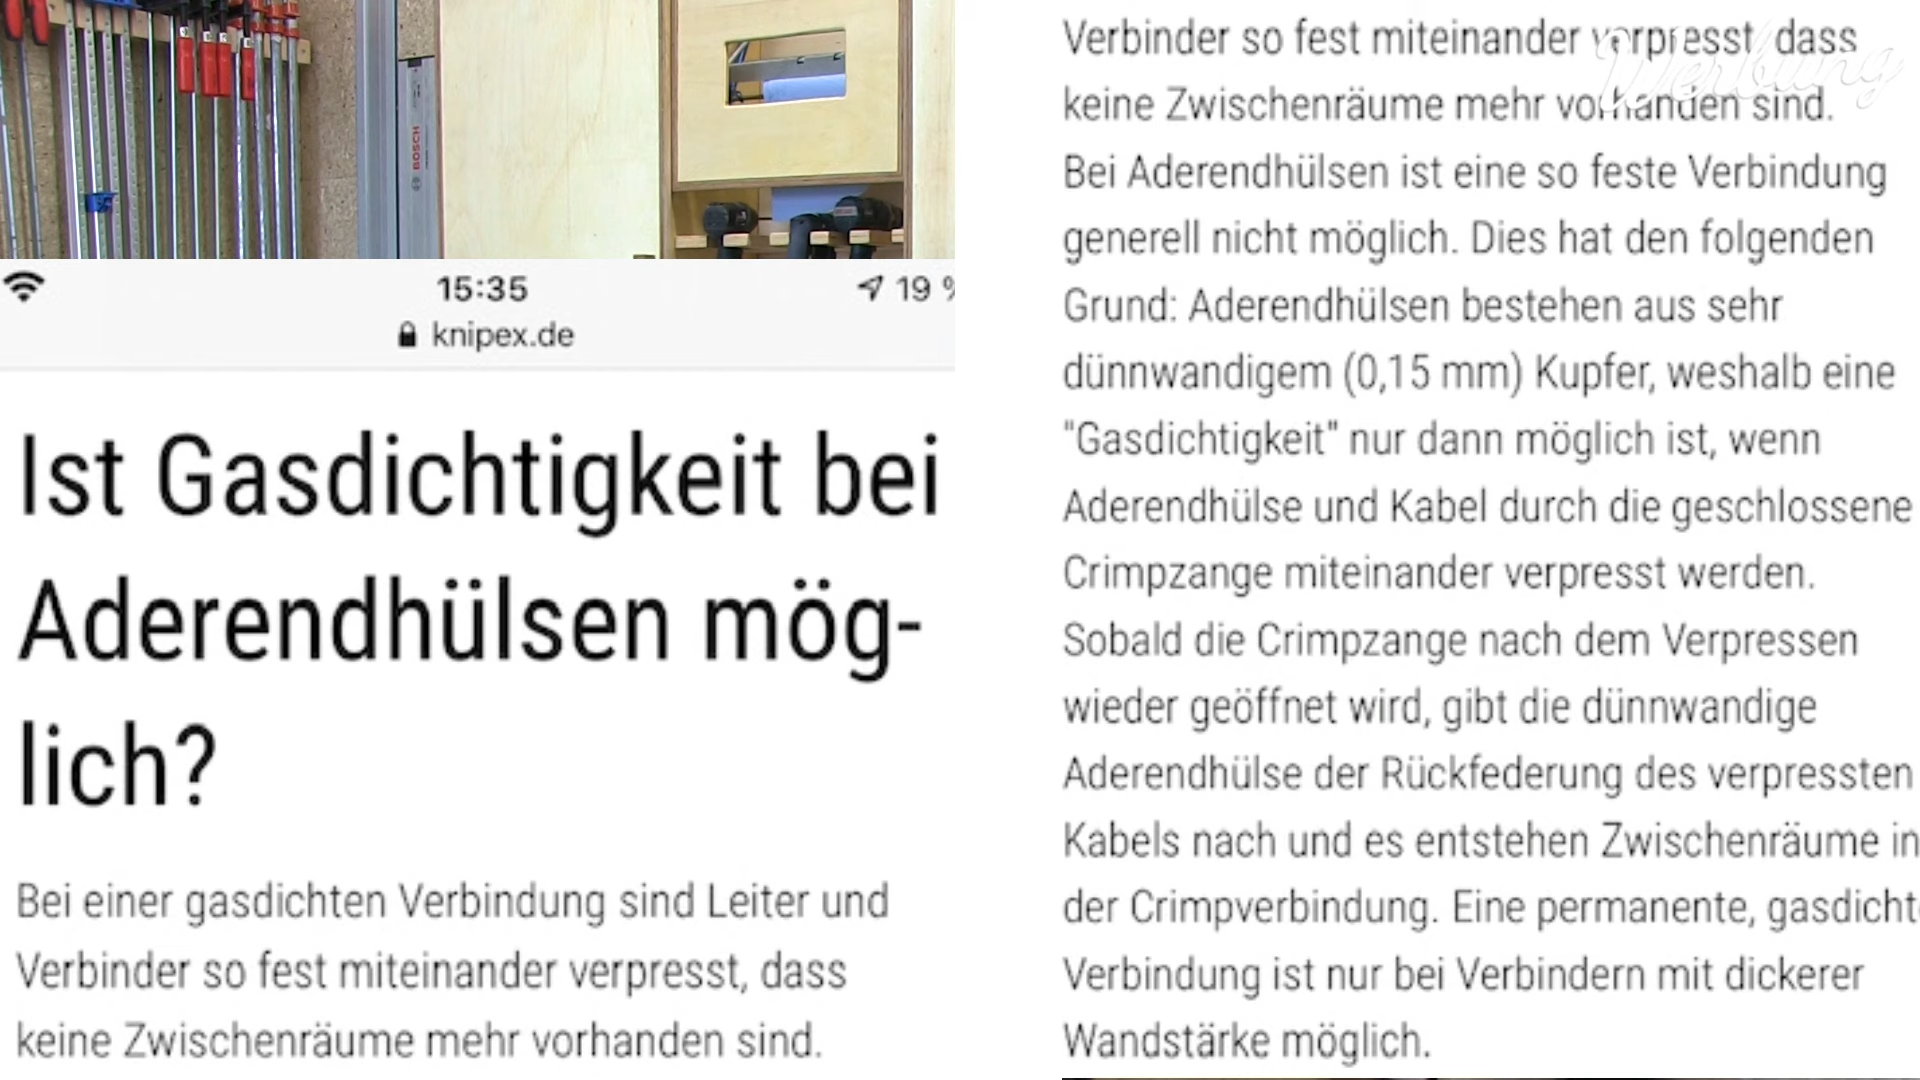 BOSCH
15:35
19 %
knipex.de
Ist Gasdichtigkeit bei
Aderendhülsen mög-
lich?
Bei einer gasdichten Verbindung sind Leiter und
Verbinder so fest miteinander verpresst, dass
keine Zwischenräume mehr vorhanden sind.
Werbung
Verbinder so fest miteinander verpresst, dass
keine Zwischenräume mehr vorhanden sind.
Bei Aderendhülsen ist eine so feste Verbindung
generell nicht möglich. Dies hat den folgenden
Grund: Aderendhülsen bestehen aus sehr
dünnwandigem (0,15 mm) Kupfer, weshalb eine
"Gasdichtigkeit" nur dann möglich ist, wenn
Aderendhülse und Kabel durch die geschlossene
Crimpzange miteinander verpresst werden.
Sobald die Crimpzange nach dem Verpressen
wieder geöffnet wird, gibt die dünnwandige
Aderendhülse der Rückfederung des verpressten
Kabels nach und es entstehen Zwischenräume in
der Crimpverbindung. Eine permanente, gasdichte
Verbindung ist nur bei Verbindern mit dickerer
Wandstärke möglich.